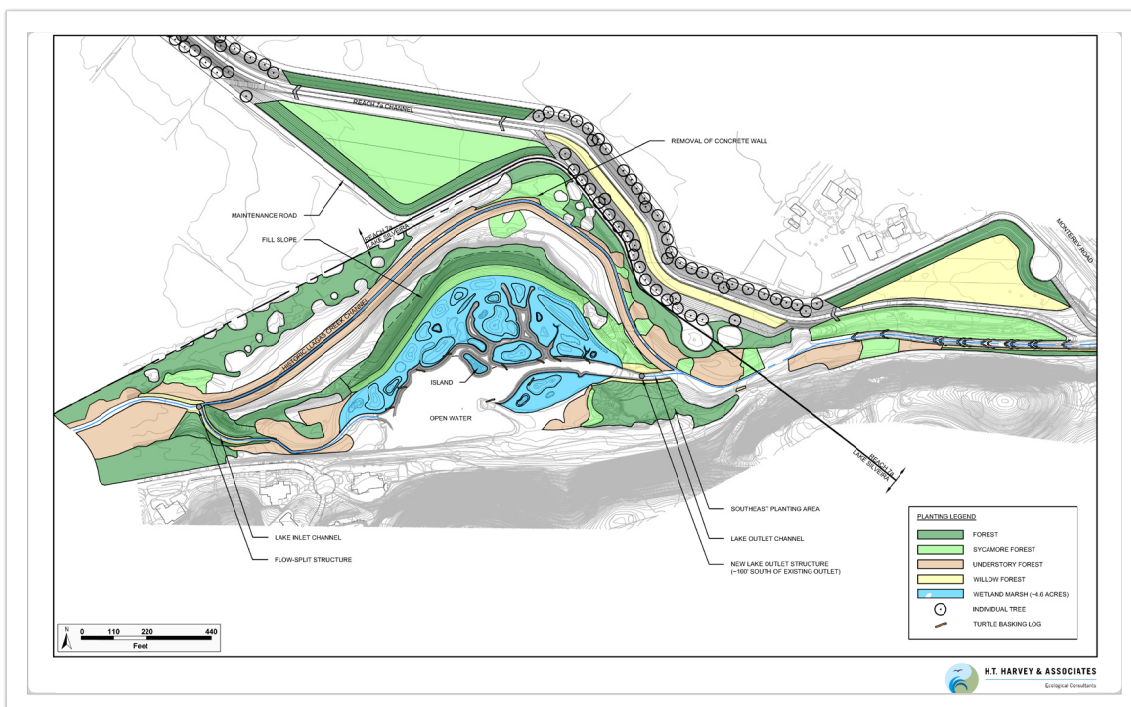 REACH 7a CHANNEL
REMOVAL OF CONCRETE WALL
MAINTENANCE ROAD
REACH 7a
LAKE SILVEIRA
FILL SLOPE
MONTEREY ROAD
HISTORIC LLAGAS CREEK CHANNEL
ISLAND
OPEN WATER
REACH 7a
LAKE SILVEIRA
SOUTHEAST PLANTING AREA
LAKE INLET CHANNEL
LAKE OUTLET CHANNEL
FLOW-SPLIT STRUCTURE
NEW LAKE OUTLET STRUCTURE
(~100' SOUTH OF EXISTING OUTLET)
PLANTING LEGEND
FOREST
SYCAMORE FOREST
UNDERSTORY FOREST
WILLOW FOREST
WETLAND MARSH (~4.6 ACRES)
INDIVIDUAL TREE
TURTLE BASKING LOG
N
0 110 220 440
Feet
H.T. HARVEY & ASSOCIATES
Ecological Consultants